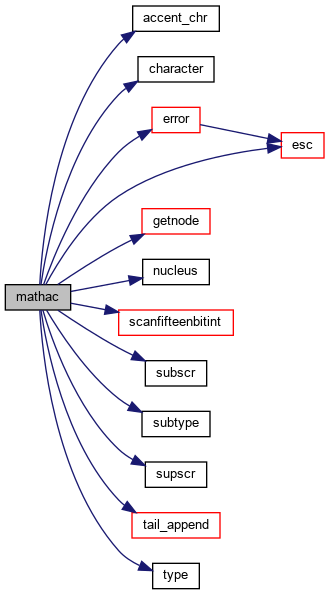 accent_chr
character
error
esc
getnode
nucleus
mathac
scanfifteenbitint
subscr
subtype
supscr
tail_append
type